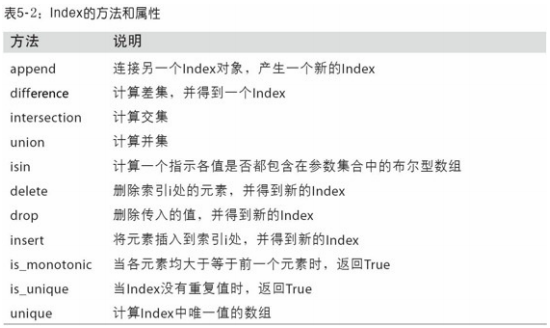 表5-2：Index的方法和属性
方法 说明
append 连接另一个Index对象，产生一个新的Index
difference 计算差集，并得到一个Index
intersection 计算交集
union 计算并集
isin 计算一个指示各值是否都包含在参数集合中的布尔型数组
delete 删除索引i处的元素，并得到新的Index
drop 删除传入的值，并得到新的Index
insert 将元素插入到索引i处，并得到新的Index
is_monotonic 当各元素均大于等于前一个元素时，返回True
is_unique 当Index没有重复值时，返回True
unique 计算Index中唯一值的数组